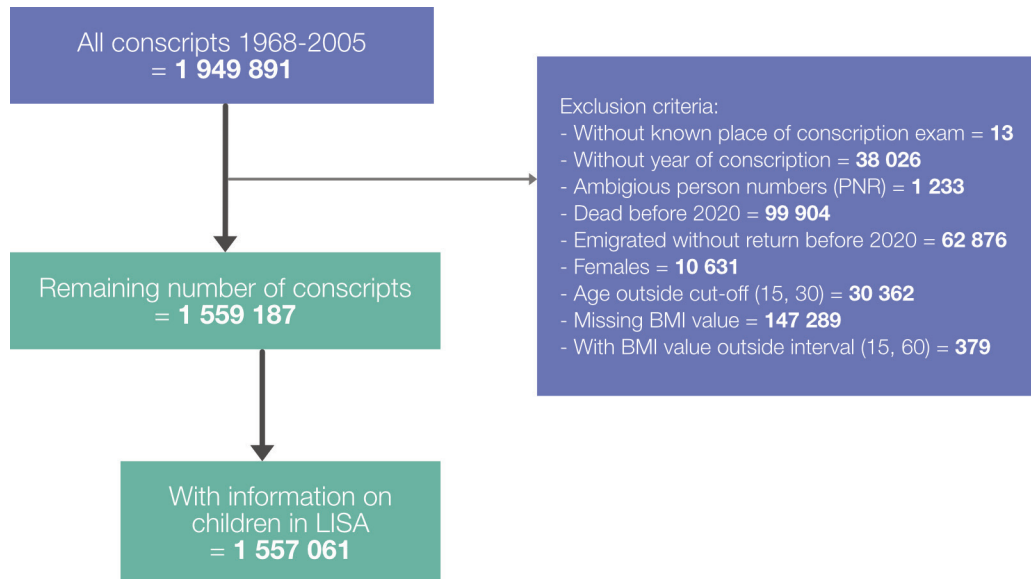 All conscripts 1968-2005
= 1 949 891
Exclusion criteria:
- Without known place of conscription exam = 13
- Without year of conscription = 38 026
- Ambigious person numbers (PNR) = 1 233
- Dead before 2020 = 99 904
- Emigrated without return before 2020 = 62 876
- Females = 10 631
- Age outside cut-off (15, 30) = 30 362
- Missing BMI value = 147 289
- With BMI value outside interval (15, 60) = 379
Remaining number of conscripts
= 1 559 187
With information on
children in LISA
= 1 557 061